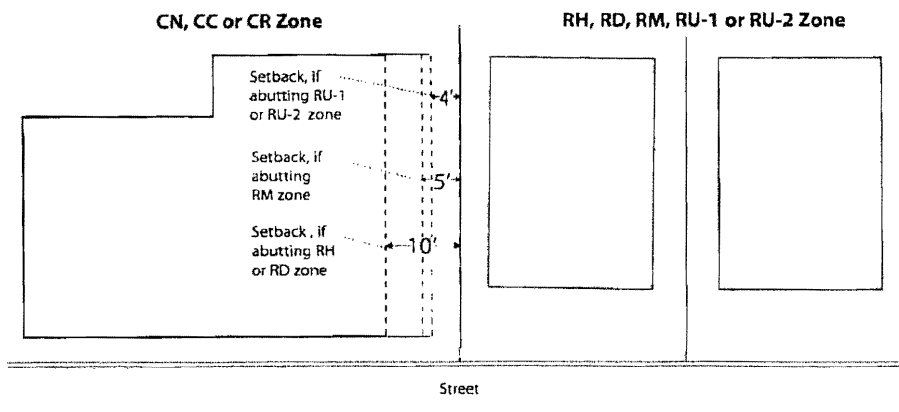 CN, CC or CR Zone
RH, RD, RM, RU-1 or RU-2 Zone
Setback, if
abutting RU-1
or RU-2 zone
4'
Setback, if
abutting
RM zone
5'
Setback, if
abutting RH
or RD zone
10'
Street